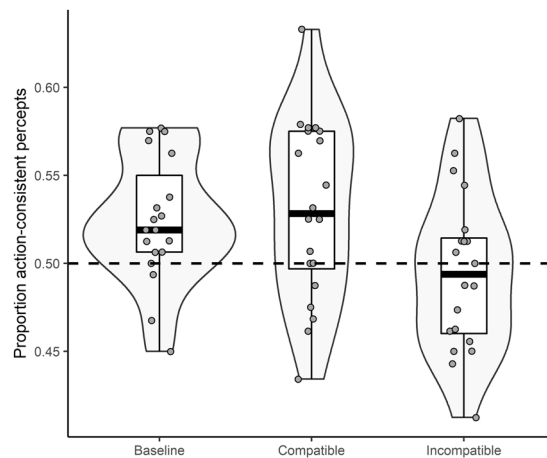 Proportion action-consistent percepts
0.60
0.55
0.50
0.45
Baseline Compatible Incompatible